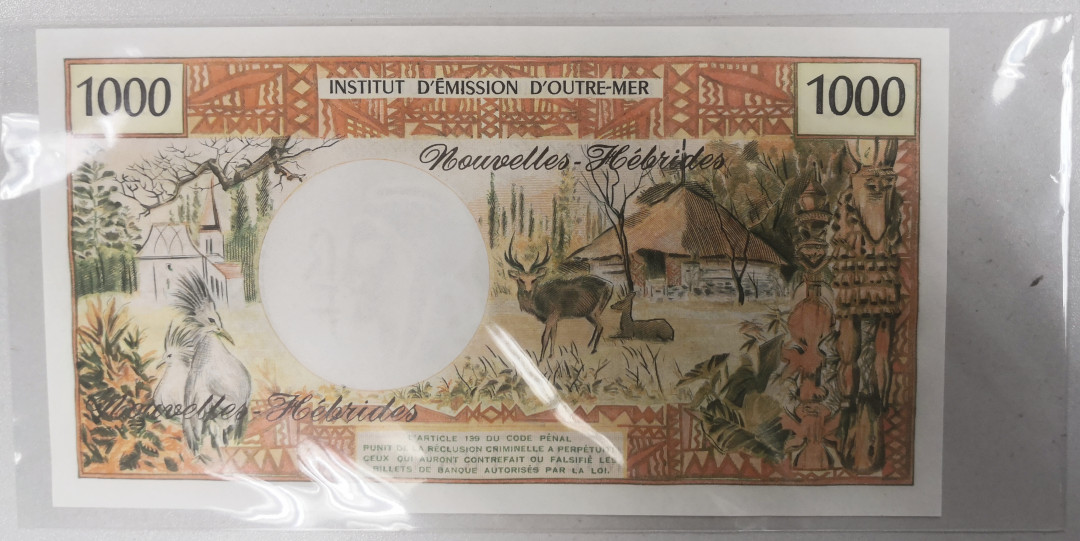 1000
INSTITUT D'ÉMISSION D'OUTRE-MER
1000
Nouvelles-Hébrides
Nouvelles-Hébrides
L'ARTICLE 139 DU CODE PÉNAL
PUNIT DE LA RÉCLUSION CRIMINELLE A PERPÉTUITÉ
CEUX QUI AURONT CONTREFAIT OU FALSIFIÉ LES
BILLETS DE BANQUE AUTORISÉS PAR LA LOI.